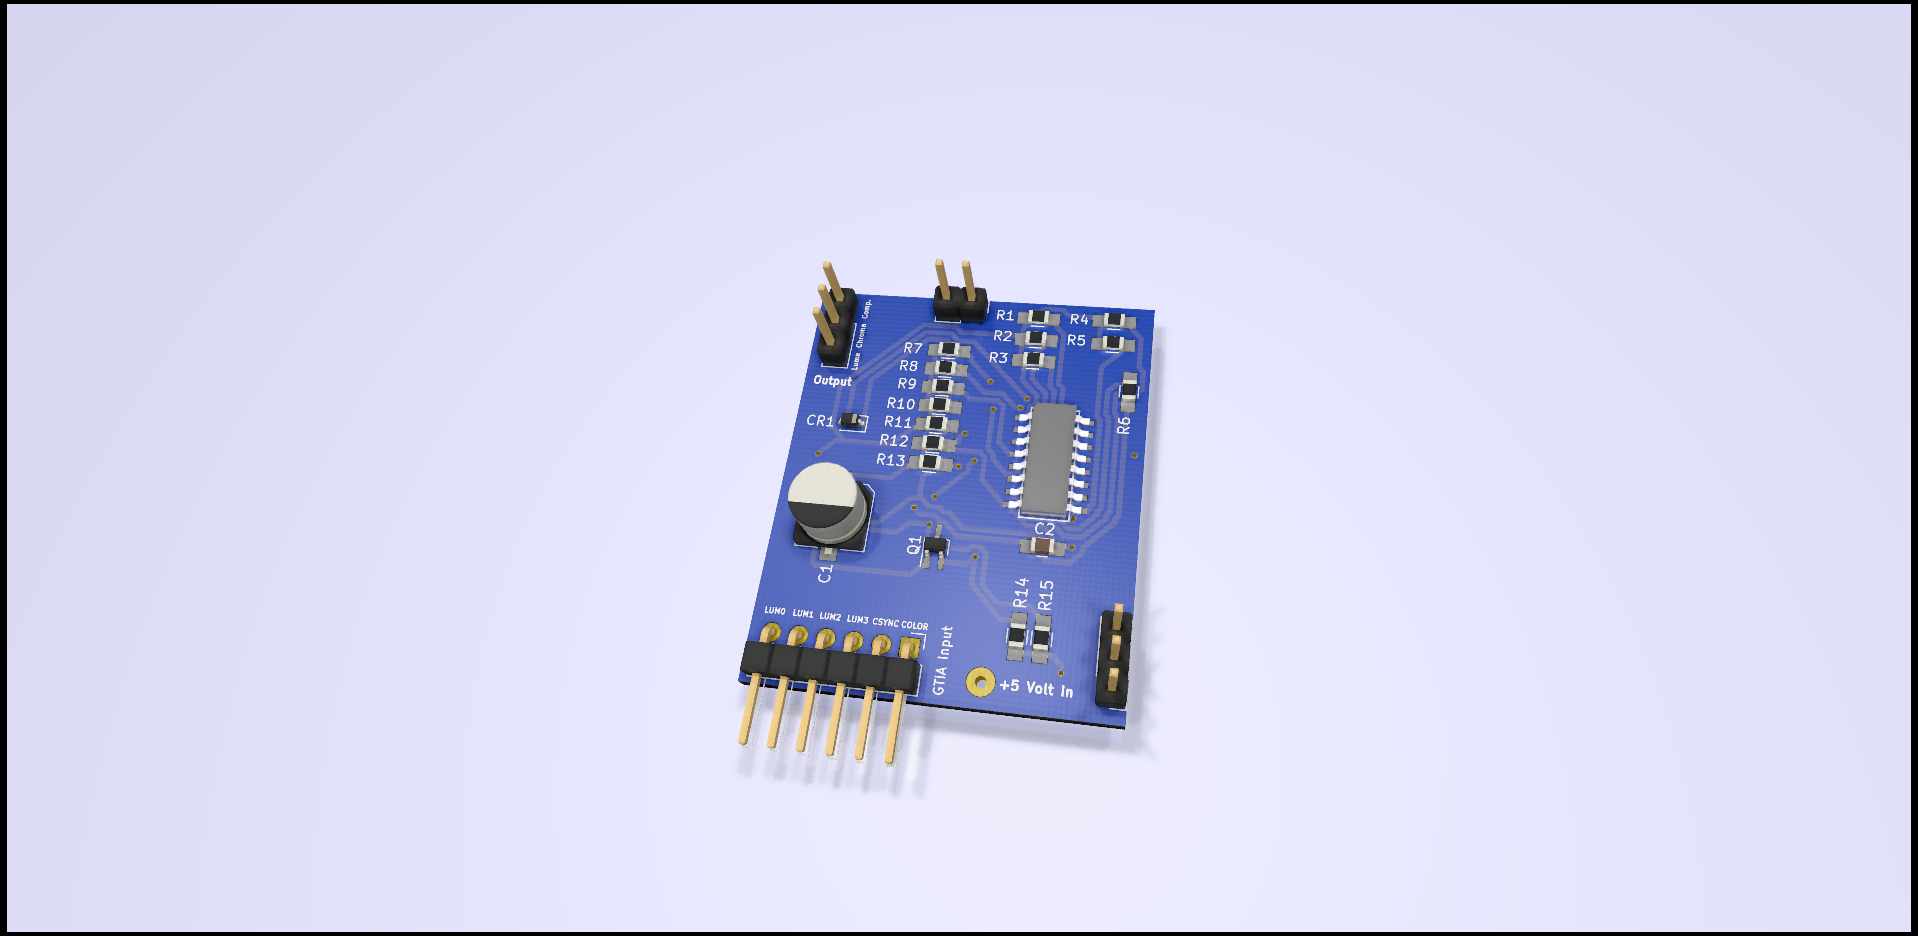 Luma Chroma Comp.
Output
R1
R2
R3
R4
R5
R6
R7
R8
R9
R10
R11
R12
R13
CR1
C1
Q1
C2
R14
R15
LUM0 LUM1 LUM2 LUM3 CSYNC COLOR
GTIA Input
+5 Volt In